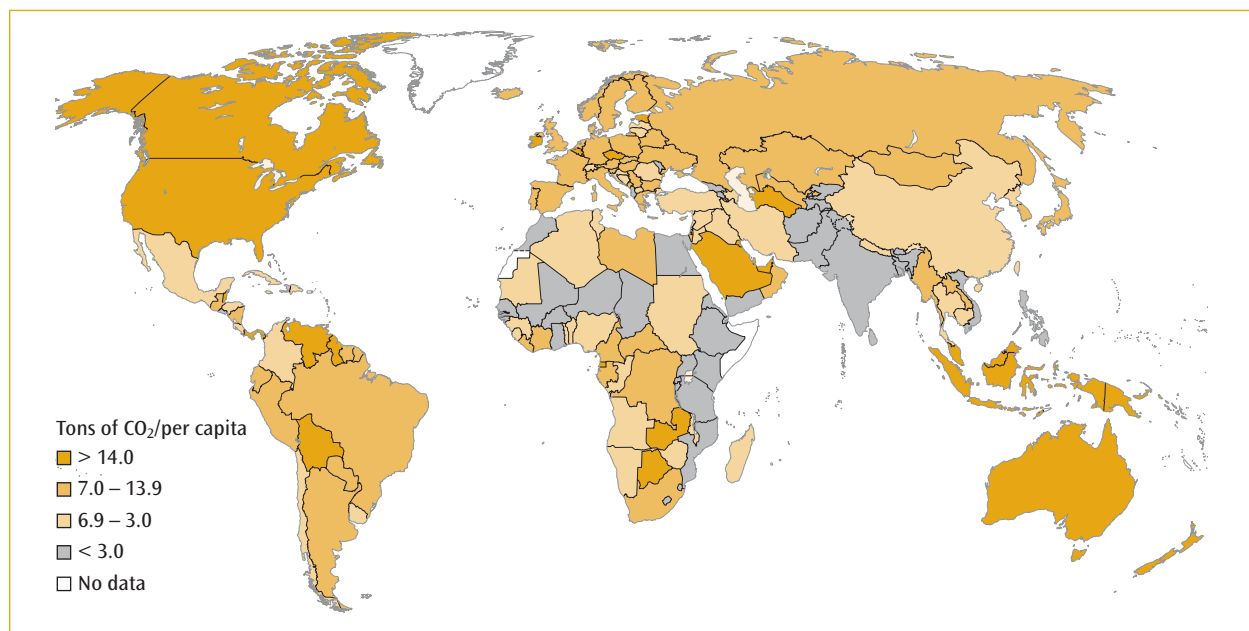 Tons of CO₂/per capita
> 14.0
7.0 – 13.9
6.9 – 3.0
< 3.0
No data